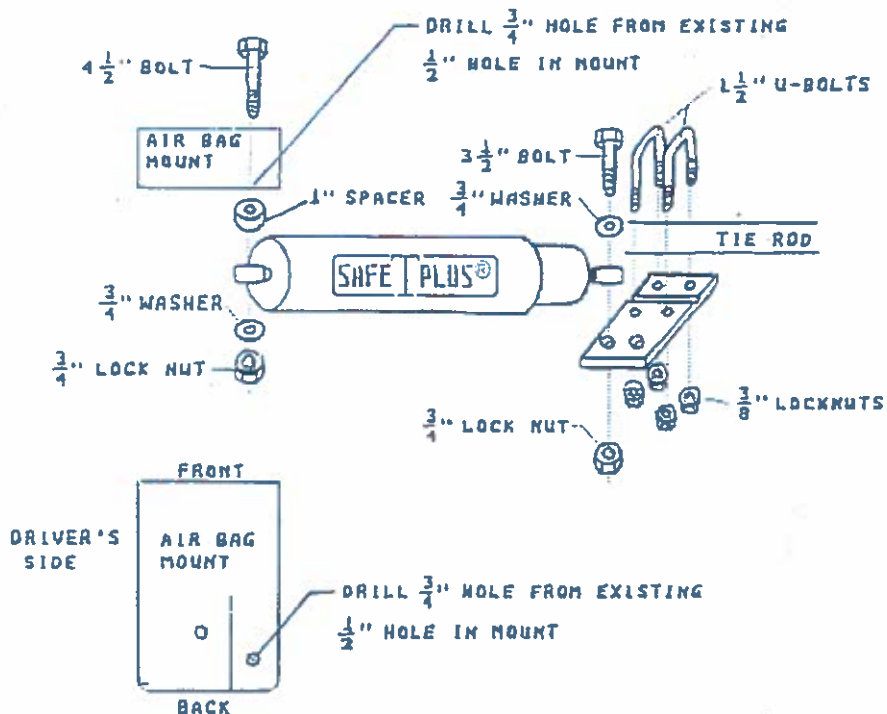 DRILL 3/4" HOLE FROM EXISTING
1/2" HOLE IN MOUNT
4 1/2" BOLT
1 1/2" U-BOLTS
AIR BAG
MOUNT
3 1/2" BOLT
1" SPACER
3/4" WASHER
TIE ROD
SAFE T PLUS®
3/4" WASHER
3/4" LOCK NUT
3/8" LOCKNUTS
3/4" LOCK NUT
FRONT
DRIVER'S
SIDE
AIR BAG
MOUNT
DRILL 3/4" HOLE FROM EXISTING
1/2" HOLE IN MOUNT
BACK